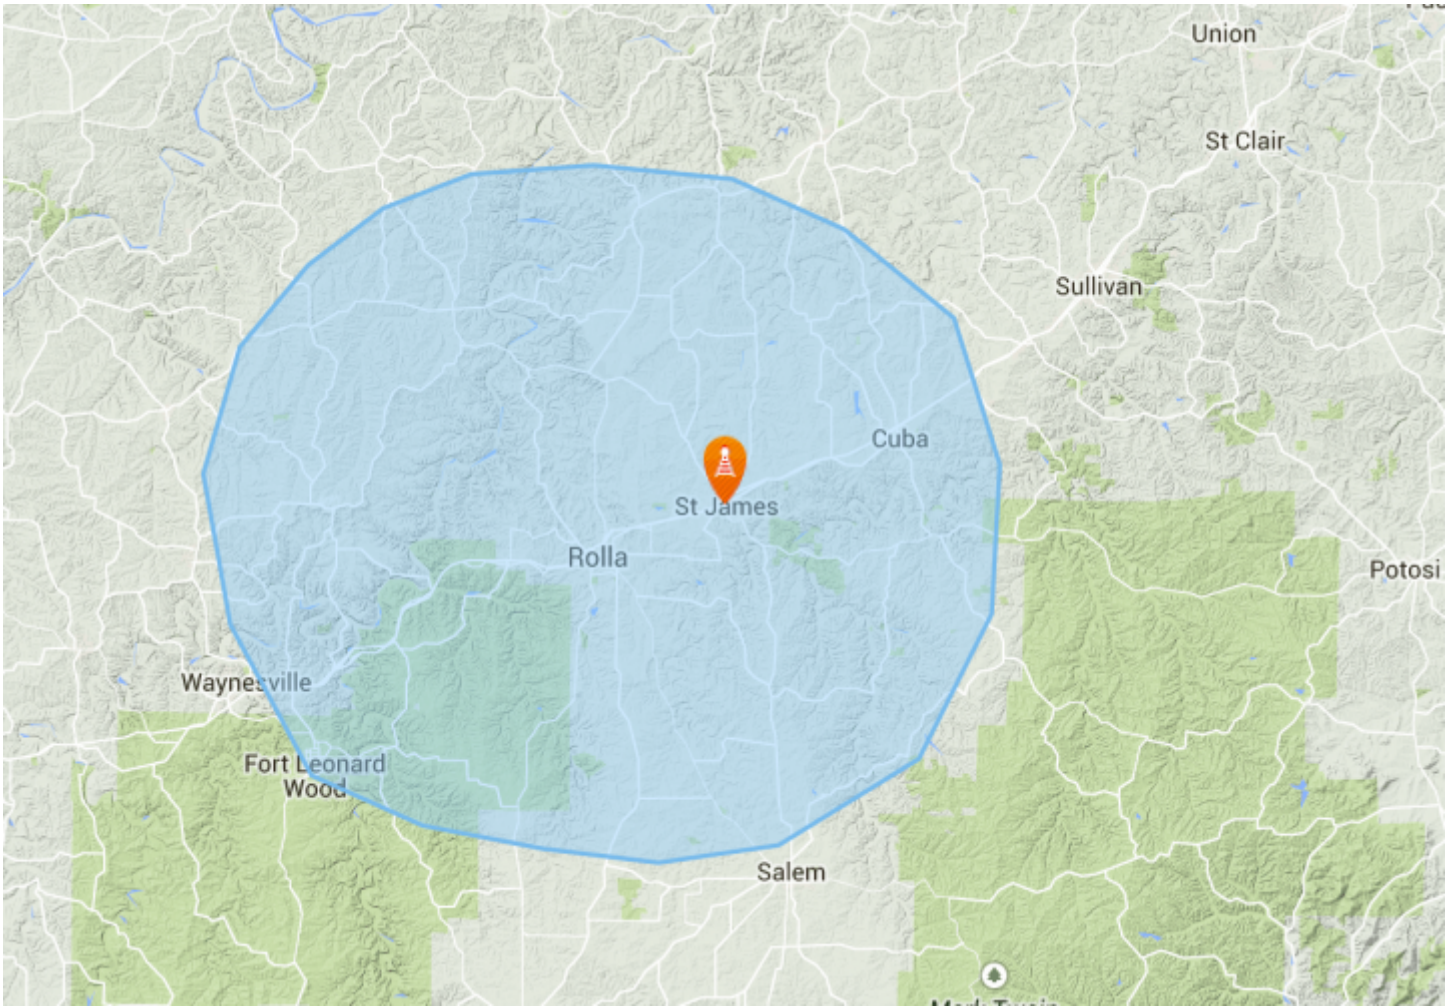 Union
St Clair
Sullivan
Cuba
St James
Rolla
Potosi
Waynesville
Fort Leonard
Wood
Salem